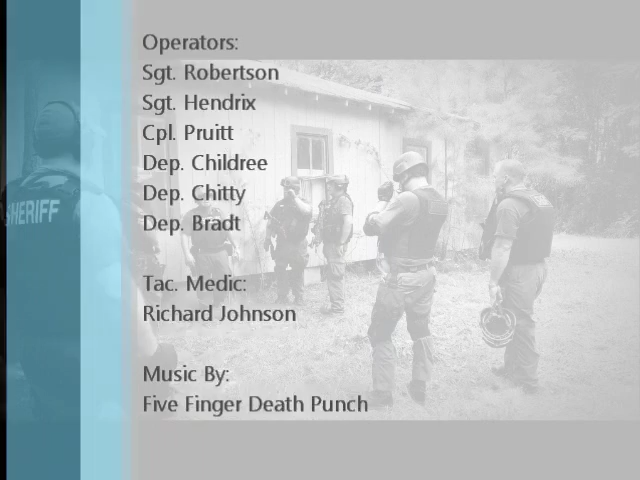 Operators:
Sgt. Robertson
Sgt. Hendrix
Cpl. Pruitt
Dep. Childree
Dep. Chitty
Dep. Bradt
Tac. Medic:
Richard Johnson
Music By:
Five Finger Death Punch
SHERIFF